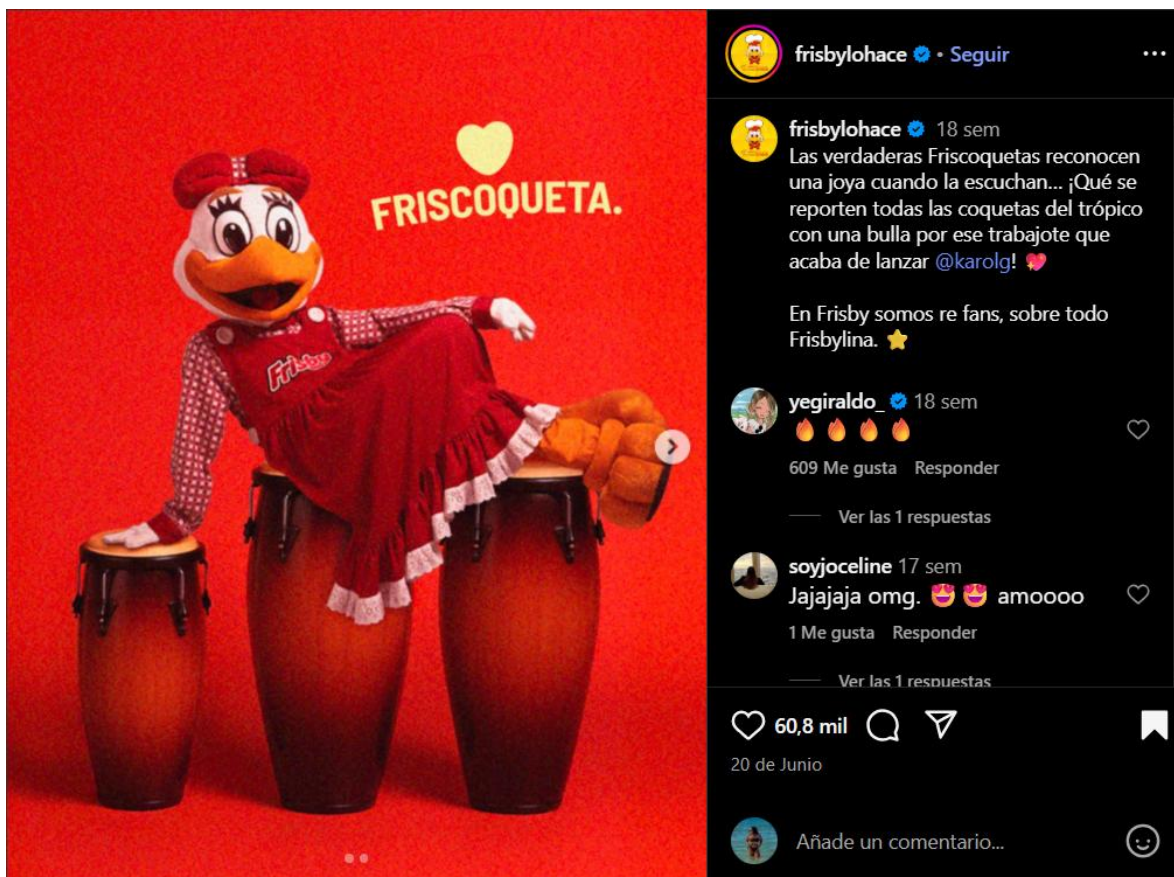 FRISCOQUETA.
Frisby
frisbylohace • Seguir
frisbylohace 18 sem
Las verdaderas Friscoquetas reconocen
una joya cuando la escuchan... ¡Qué se
reporten todas las coquetas del trópico
con una bulla por ese trabajote que
acaba de lanzar @karolg! 💖
En Frisby somos re fans, sobre todo
Frisbylina. ⭐
yegiraldo_ 18 sem
🔥🔥🔥🔥
609 Me gusta Responder
Ver las 1 respuestas
soyjoceline 17 sem
Jajajaja omg. 😍😍 amoooo
1 Me gusta Responder
Ver las 1 respuestas
60,8 mil
20 de Junio
Añade un comentario...